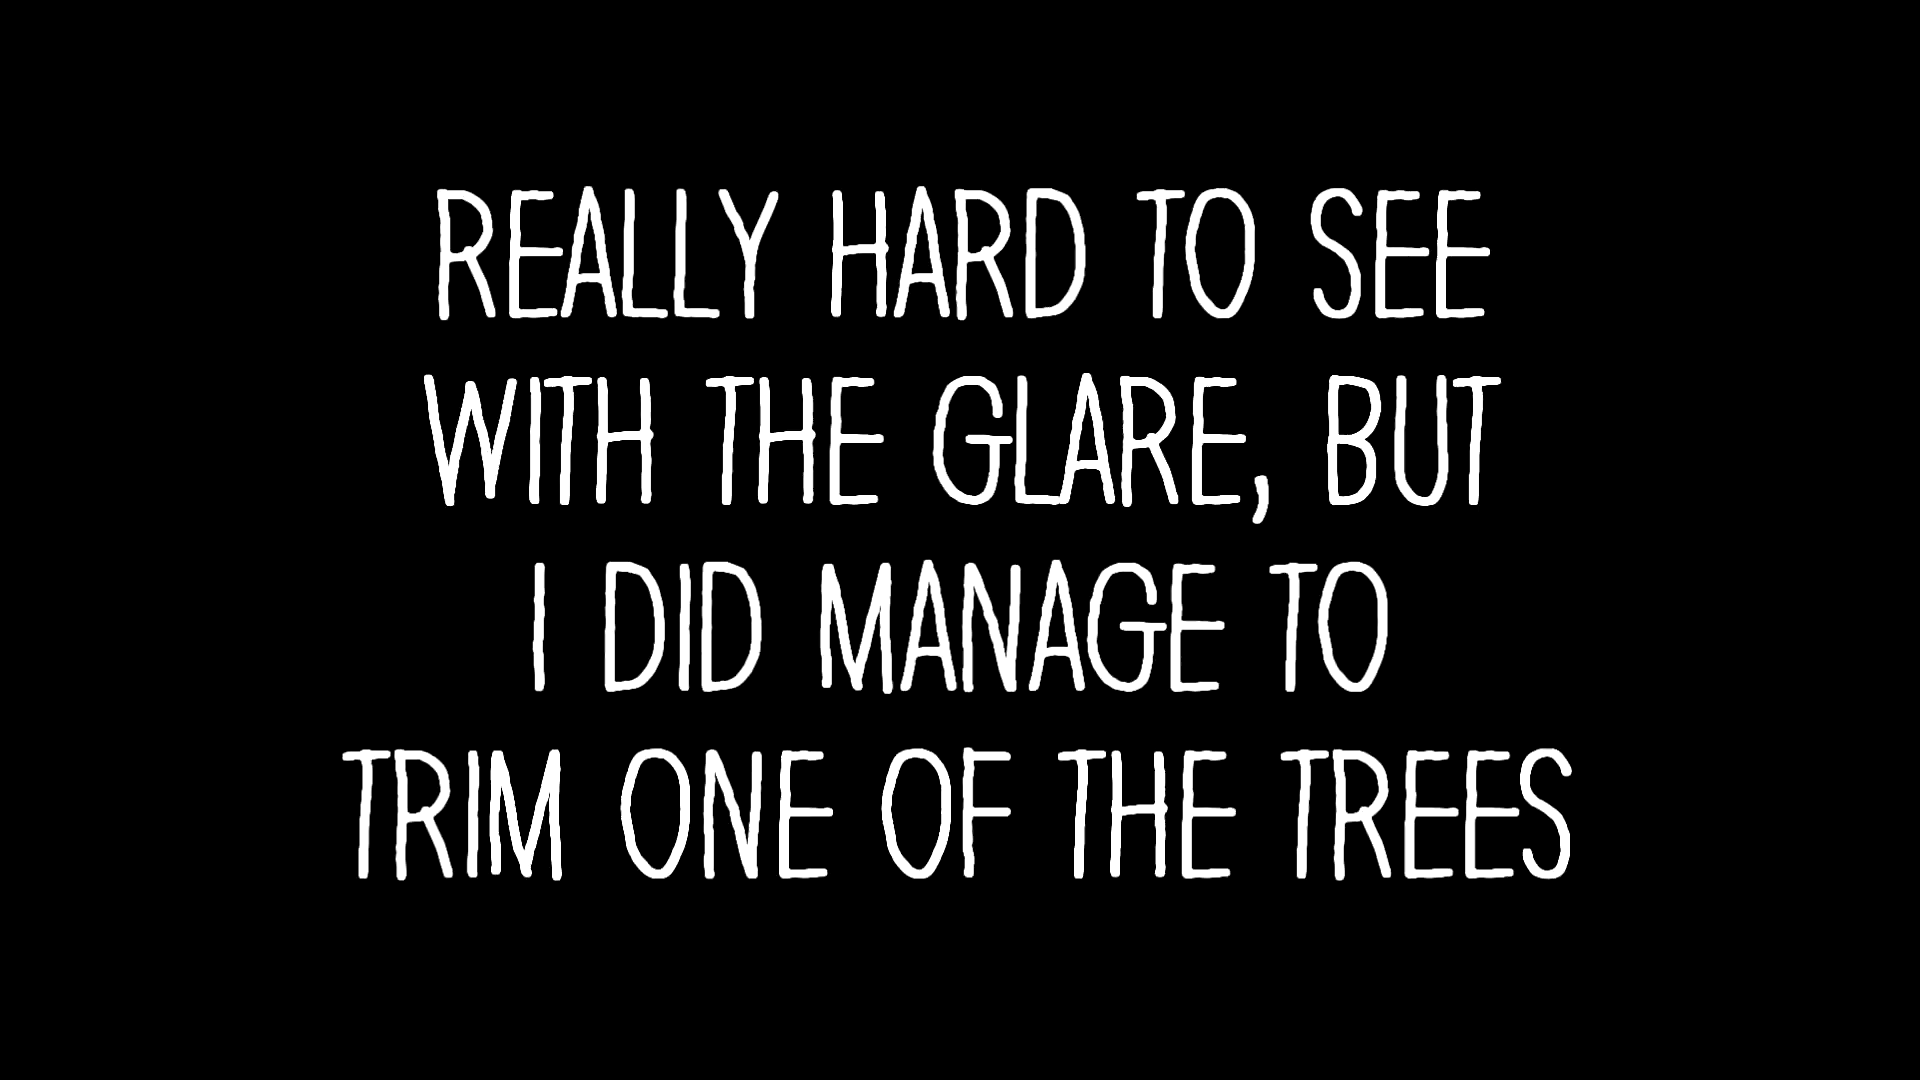 REALLY HARD TO SEE
WITH THE GLARE, BUT
I DID MANAGE TO
TRIM ONE OF THE TREES